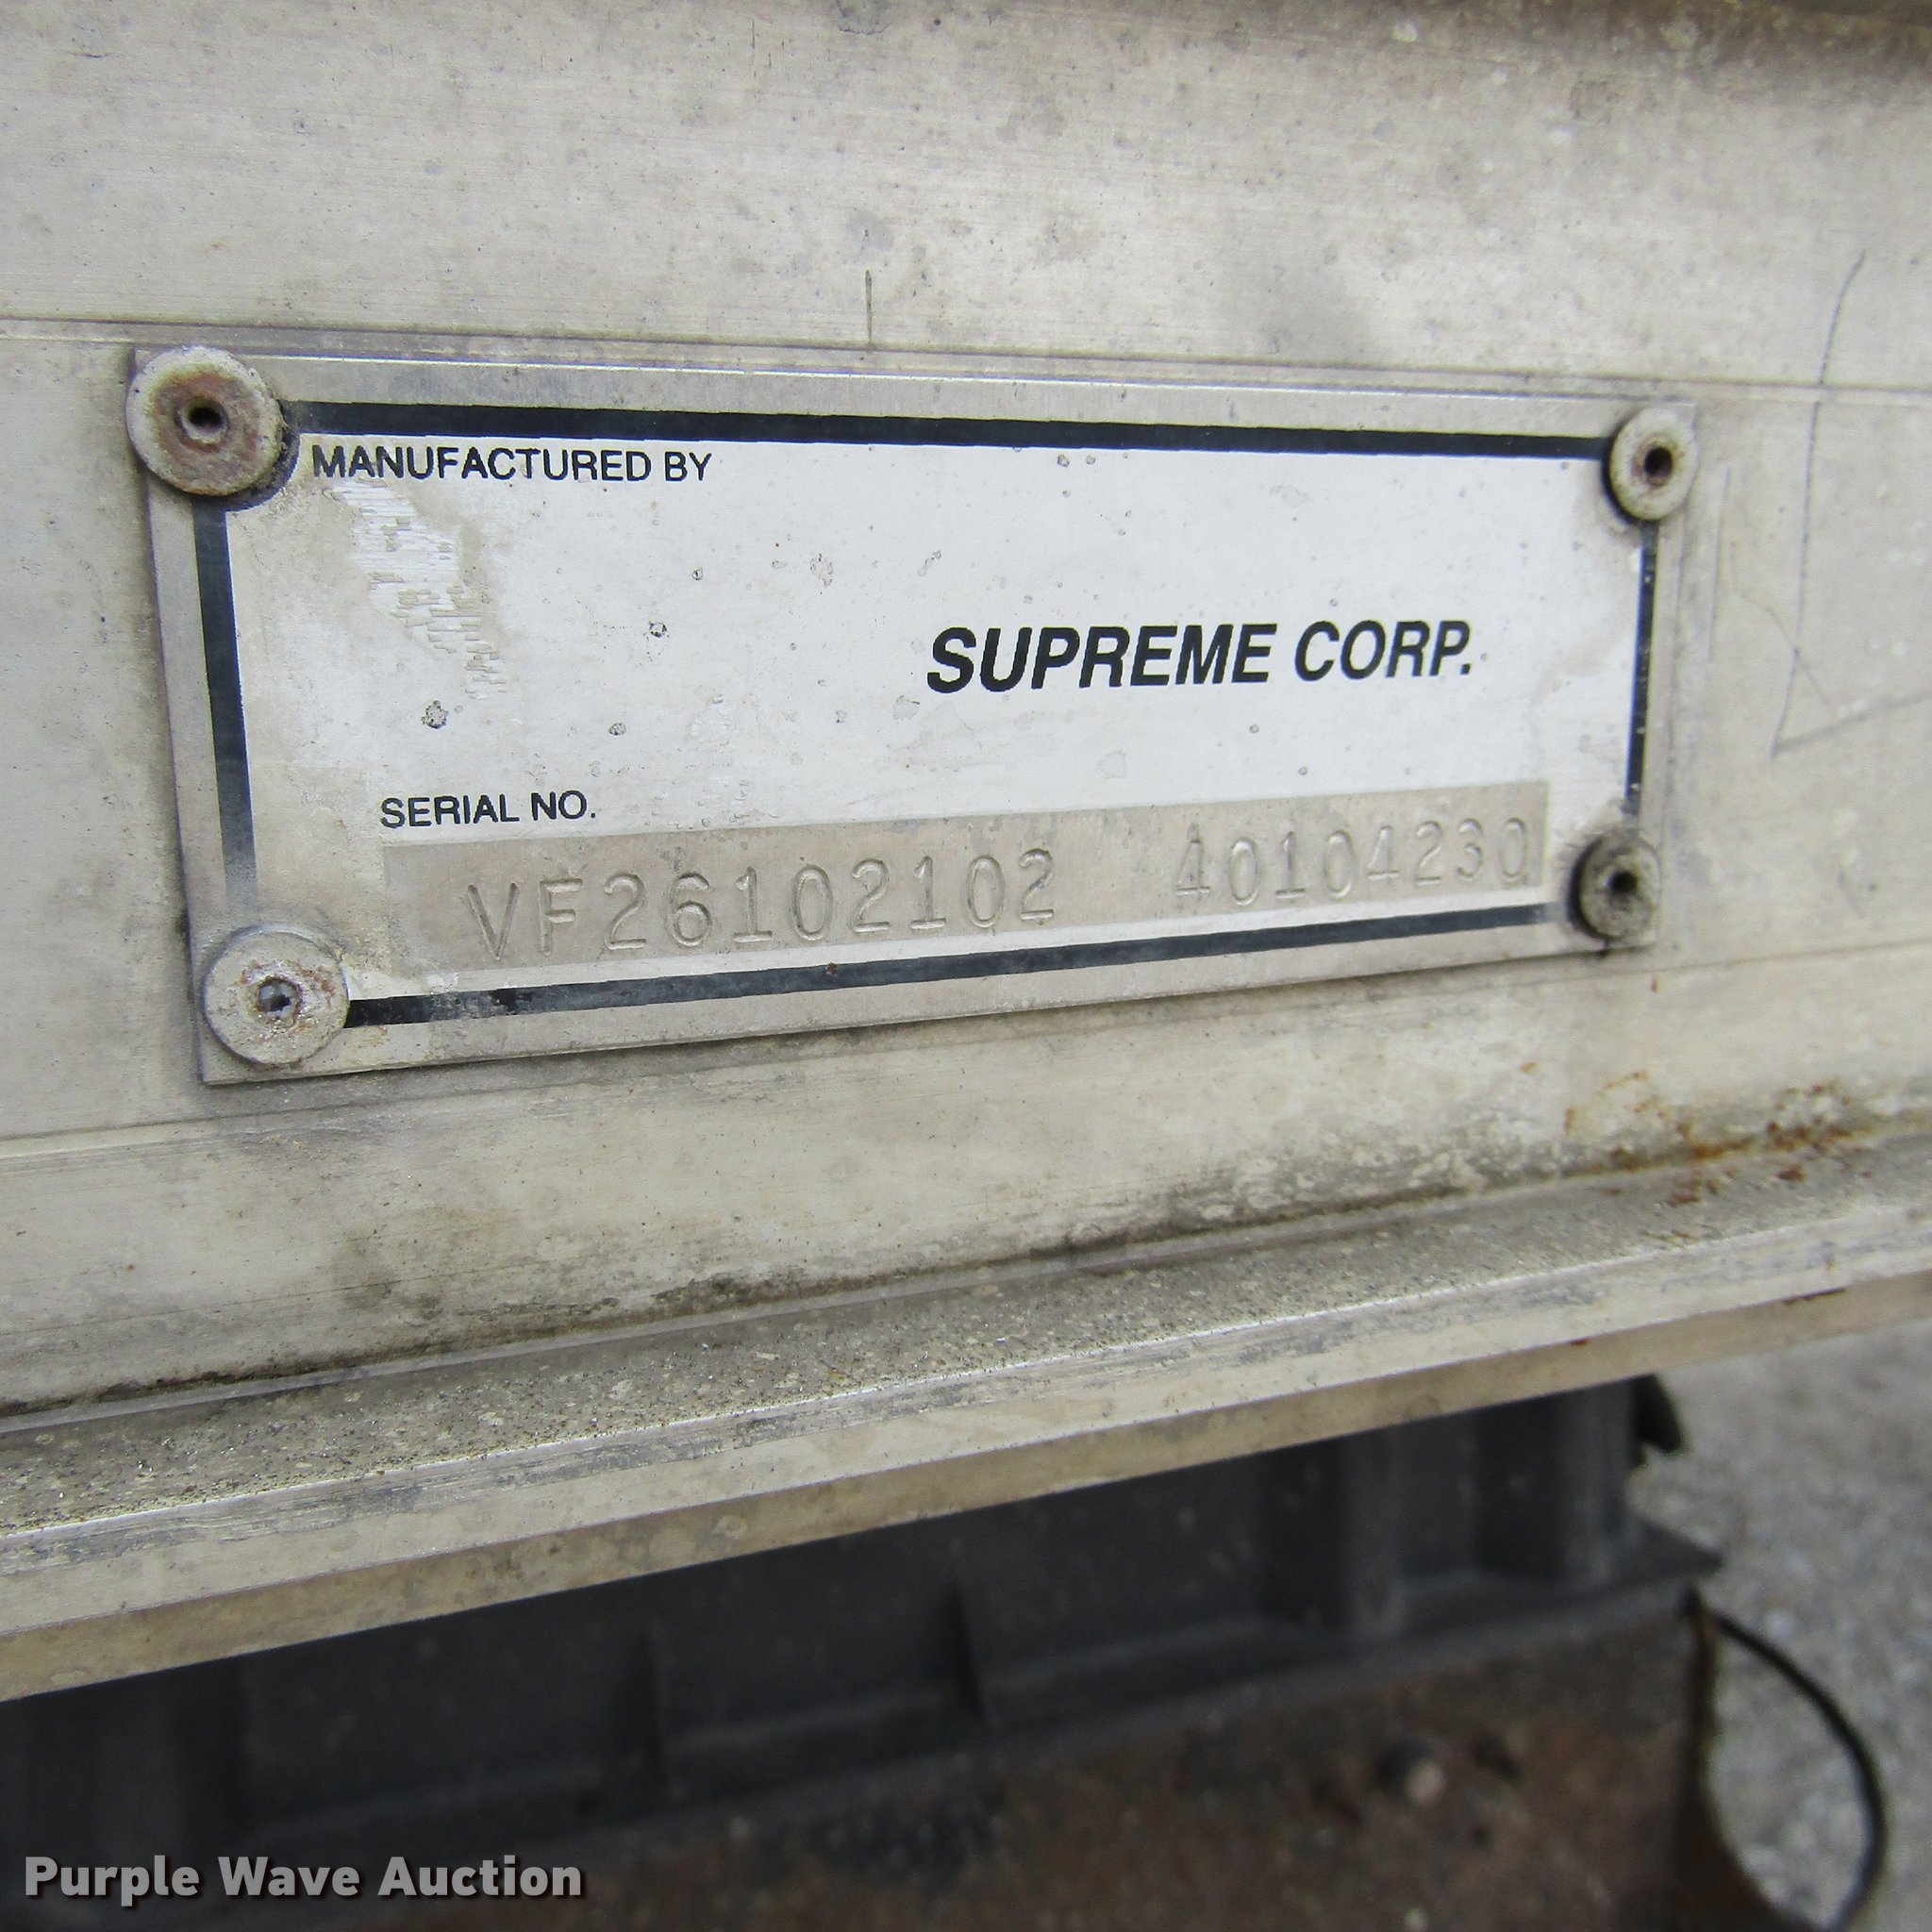 MANUFACTURED BY
SUPREME CORP.
SERIAL NO.
VF26102102 40104230
Purple Wave Auction